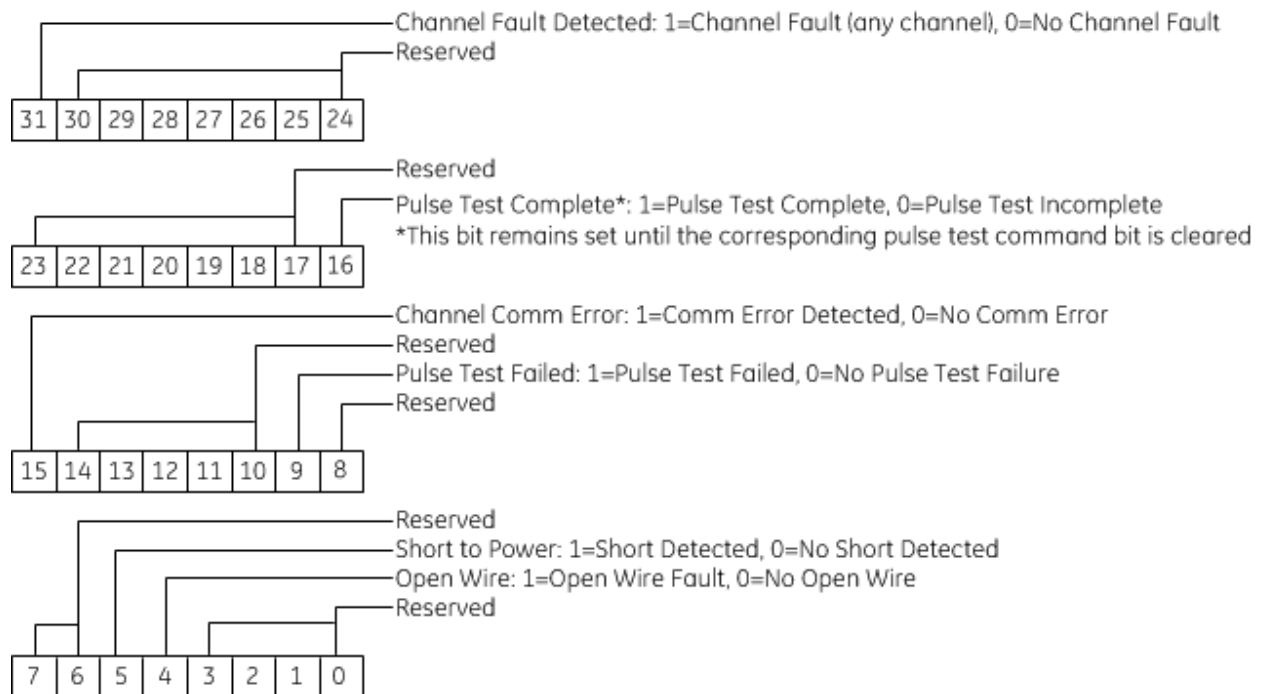 Channel Fault Detected: 1=Channel Fault (any channel), 0=No Channel Fault
Reserved
31 30 29 28 27 26 25 24
Reserved
Pulse Test Complete*: 1=Pulse Test Complete, 0=Pulse Test Incomplete
*This bit remains set until the corresponding pulse test command bit is cleared
23 22 21 20 19 18 17 16
Channel Comm Error: 1=Comm Error Detected, 0=No Comm Error
Reserved
Pulse Test Failed: 1=Pulse Test Failed, 0=No Pulse Test Failure
Reserved
15 14 13 12 11 10 9 8
Reserved
Short to Power: 1=Short Detected, 0=No Short Detected
Open Wire: 1=Open Wire Fault, 0=No Open Wire
Reserved
7 6 5 4 3 2 1 0